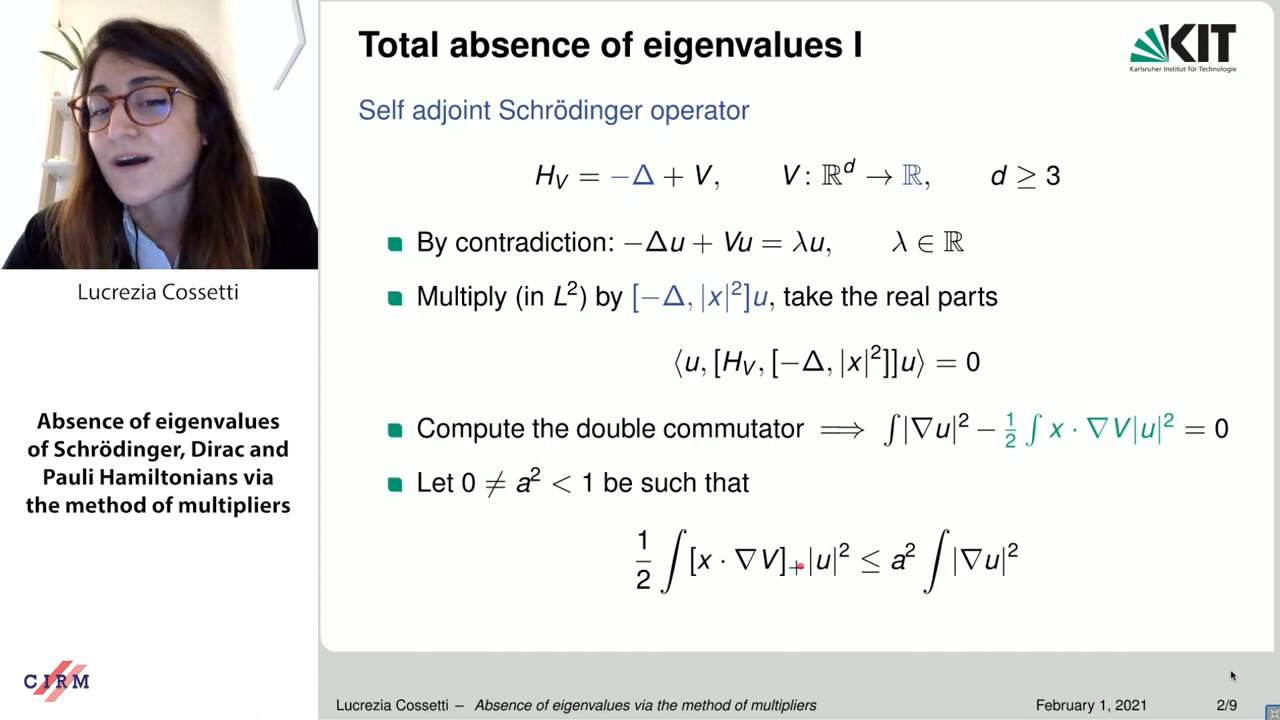 Total absence of eigenvalues I
KIT
Karlsruher Institut für Technologie
Self adjoint Schrödinger operator
H_V = −Δ + V, V: ℝ^d → ℝ, d ≥ 3
By contradiction: −Δu + Vu = λu, λ ∈ ℝ
Multiply (in L²) by [−Δ, |x|²]u, take the real parts
⟨u, [H_V, [−Δ, |x|²]]u⟩ = 0
Compute the double commutator ⟹ ∫|∇u|² − ½ ∫ x · ∇V|u|² = 0
Let 0 ≠ a² < 1 be such that
1/2 ∫[x · ∇V]₊|u|² ≤ a² ∫|∇u|²
Lucrezia Cossetti
Absence of eigenvalues
of Schrödinger, Dirac and
Pauli Hamiltonians via
the method of multipliers
CIRM
Lucrezia Cossetti – Absence of eigenvalues via the method of multipliers February 1, 2021 2/9